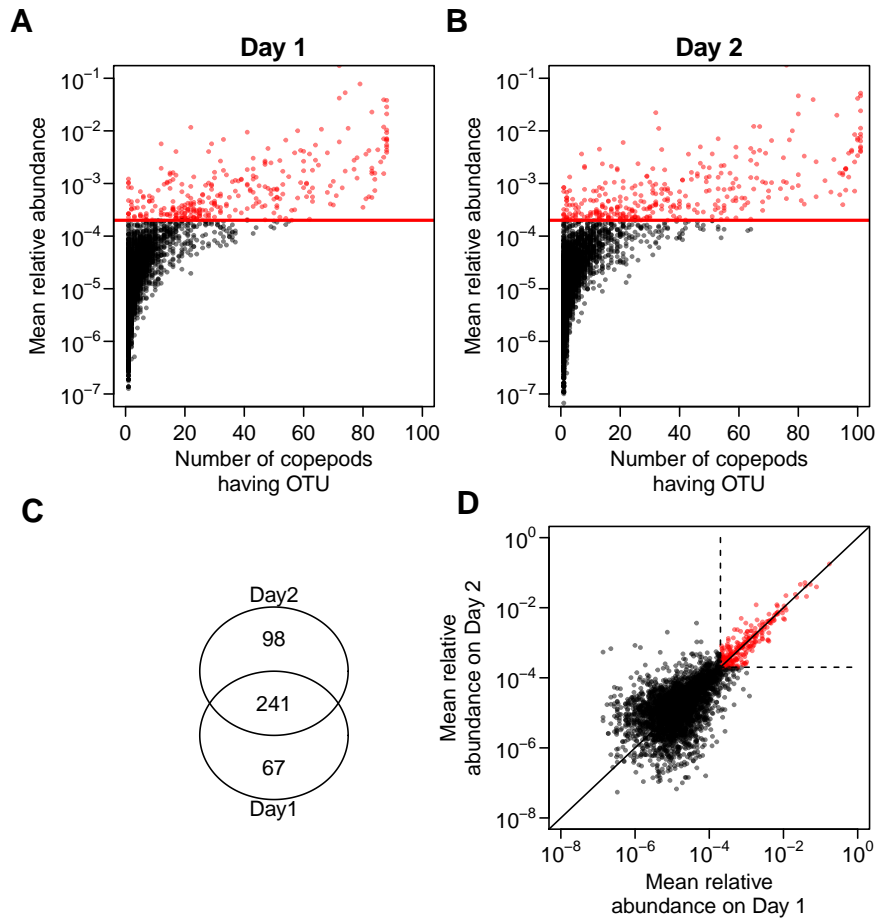 A
B
Day 1
Day 2
Mean relative abundance
10⁻¹
10⁻²
10⁻³
10⁻⁴
10⁻⁵
10⁻⁶
10⁻⁷
0 20 40 60 80 100
Number of copepods
having OTU
Mean relative abundance
10⁻¹
10⁻²
10⁻³
10⁻⁴
10⁻⁵
10⁻⁶
10⁻⁷
0 20 40 60 80 100
Number of copepods
having OTU
C
Day2
98
241
67
Day1
D
Mean relative
abundance on Day 2
10⁰
10⁻²
10⁻⁴
10⁻⁶
10⁻⁸
10⁻⁸ 10⁻⁶ 10⁻⁴ 10⁻² 10⁰
Mean relative
abundance on Day 1